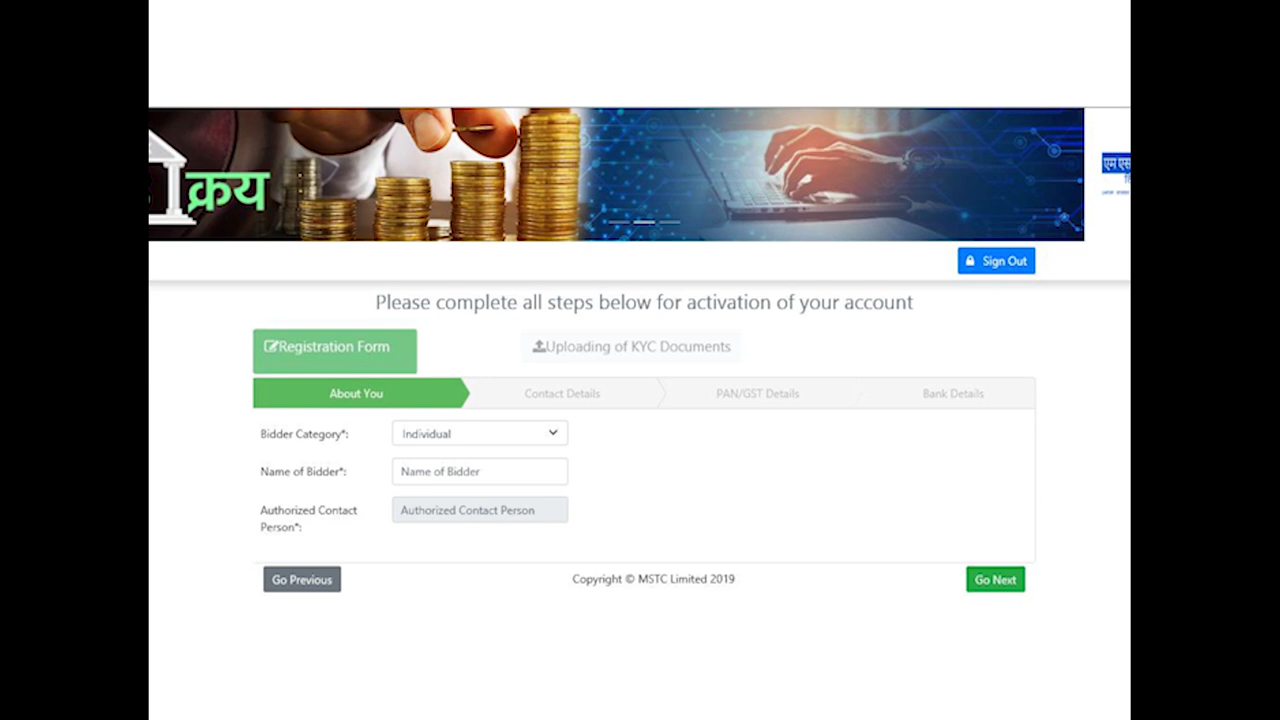 क्रय
एम एस
Sign Out
Please complete all steps below for activation of your account
Registration Form
Uploading of KYC Documents
About You
Contact Details
PAN/GST Details
Bank Details
Bidder Category*:
Individual
Name of Bidder*:
Name of Bidder
Authorized Contact
Person*:
Authorized Contact Person
Go Previous
Copyright © MSTC Limited 2019
Go Next